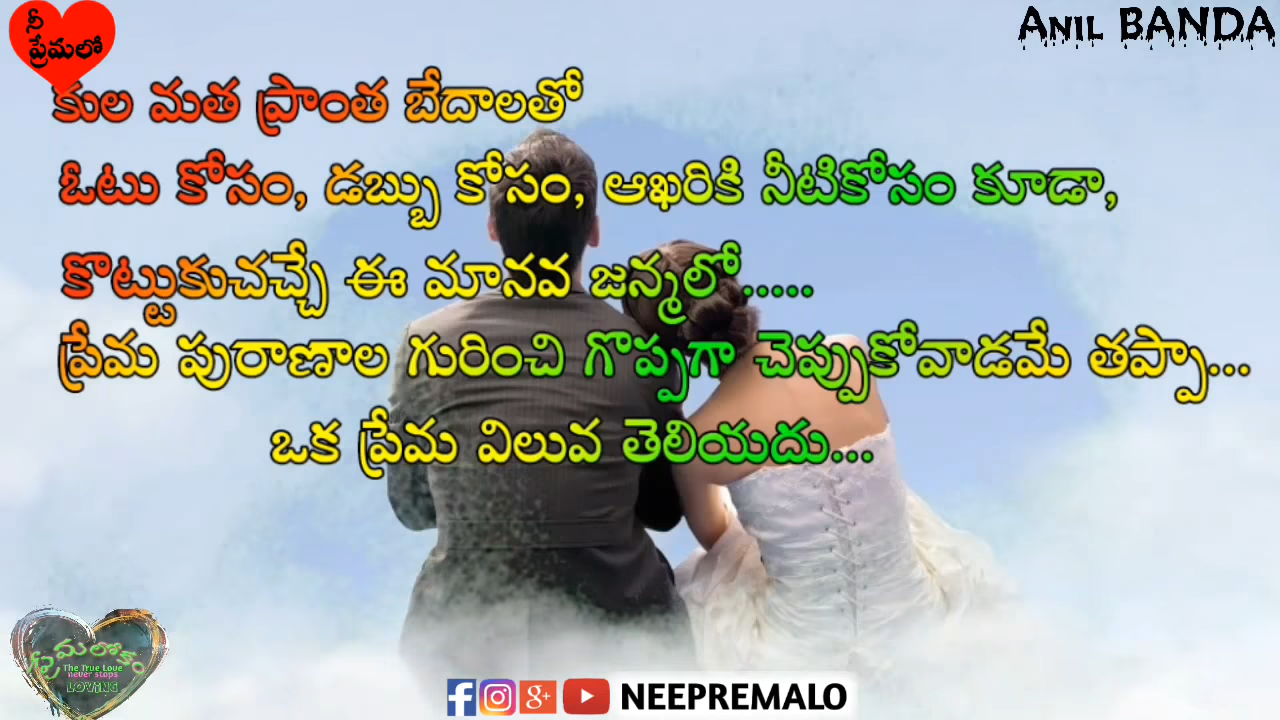 నీ
ప్రేమలో
Anil BANDA
కుల మత ప్రాంత బేదాలతో
ఓటు కోసం, డబ్బు కోసం, ఆఖరికి నీటికోసం కూడా,
కొట్టుకుచచ్చే ఈ మానవ జన్మలో.....
ప్రేమ పురాణాల గురించి గొప్పగా చెప్పుకోవాడమే తప్పా...
ఒక ప్రేమ విలువ తెలియదు...
ప్రేమలోకం
The True Love
never stops
LOVING
NEEPREMALO